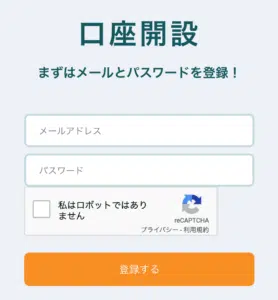 口座開設
まずはメールとパスワードを登録！
メールアドレス
パスワード
私はロボットではあり
ません
reCAPTCHA
プライバシー - 利用規約
登録する